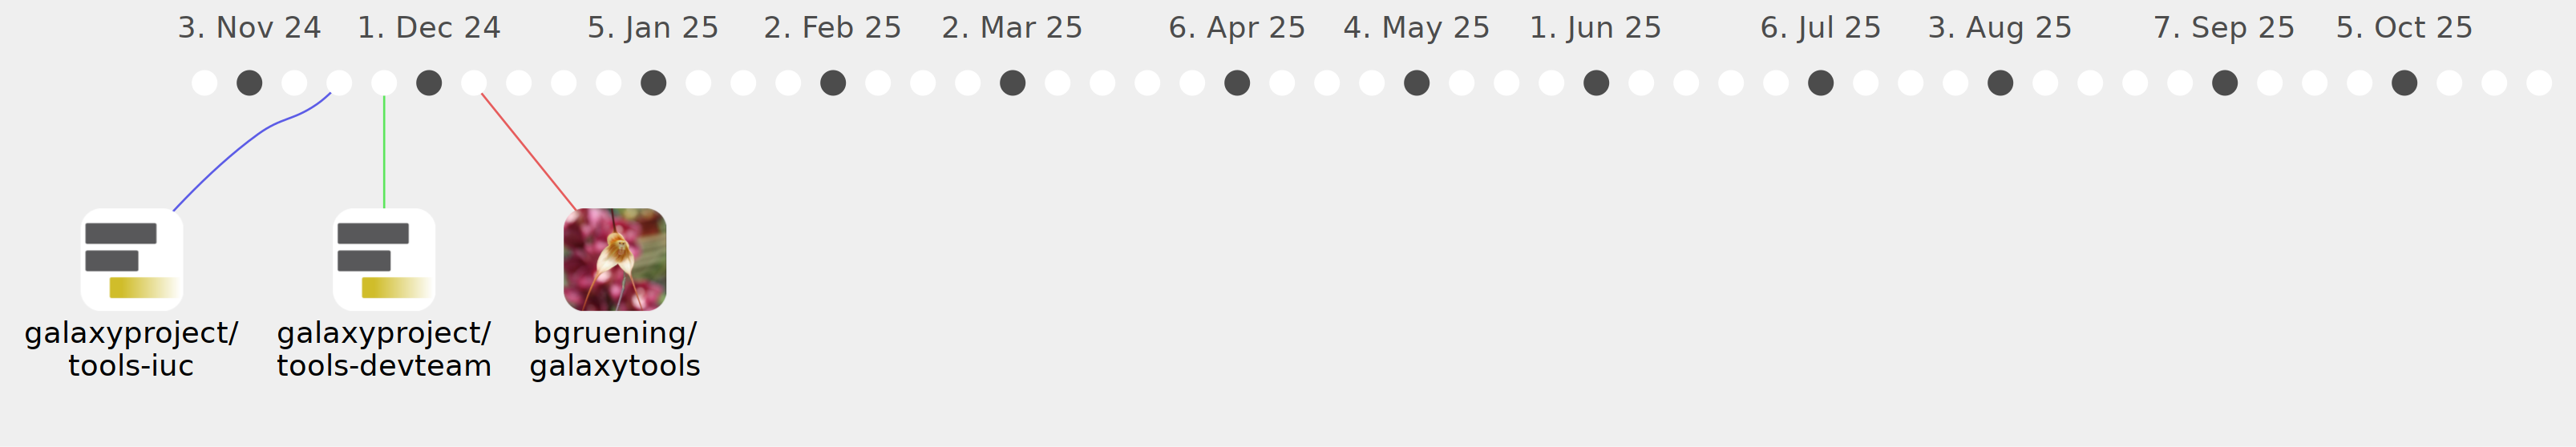 3. Nov 24 1. Dec 24 5. Jan 25 2. Feb 25 2. Mar 25 6. Apr 25 4. May 25 1. Jun 25 6. Jul 25 3. Aug 25 7. Sep 25 5. Oct 25
galaxyproject/
tools-iuc
galaxyproject/
tools-devteam
bgruening/
galaxytools